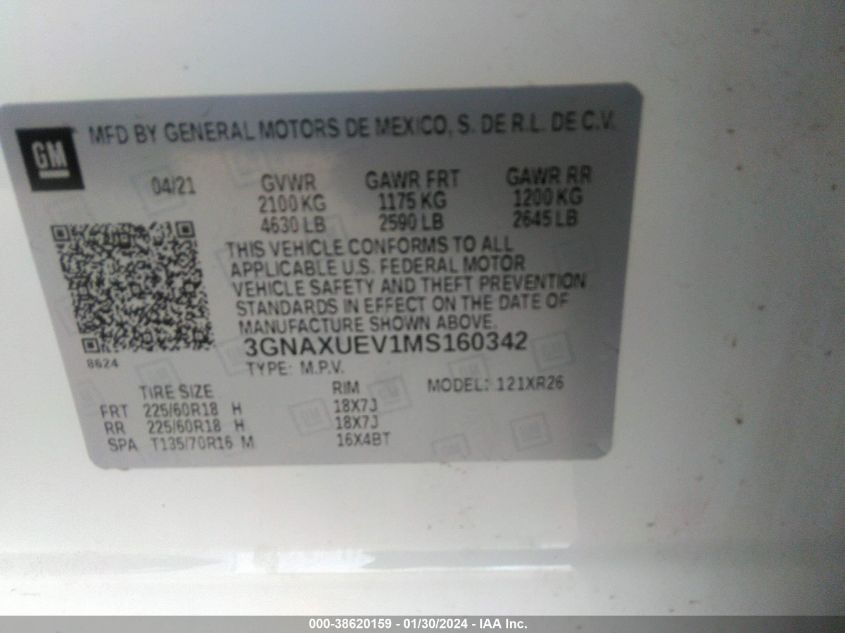 GM
MFD BY GENERAL MOTORS DE MEXICO, S. DE R.L. DE C.V.
04/21 GVWR GAWR FRT GAWR RR
2100 KG 1175 KG 1200 KG
4630 LB 2590 LB 2645 LB
THIS VEHICLE CONFORMS TO ALL
APPLICABLE U.S. FEDERAL MOTOR
VEHICLE SAFETY AND THEFT PREVENTION
STANDARDS IN EFFECT ON THE DATE OF
MANUFACTURE SHOWN ABOVE.
8624 3GNAXUEV1MS160342
TYPE: M.P.V.
TIRE SIZE RIM MODEL: 121XR26
FRT 225/60R18 H 18X7J
RR 225/60R18 H 18X7J
SPA T135/70R16 M 16X4BT
000-38620159 - 01/30/2024 - IAA Inc.